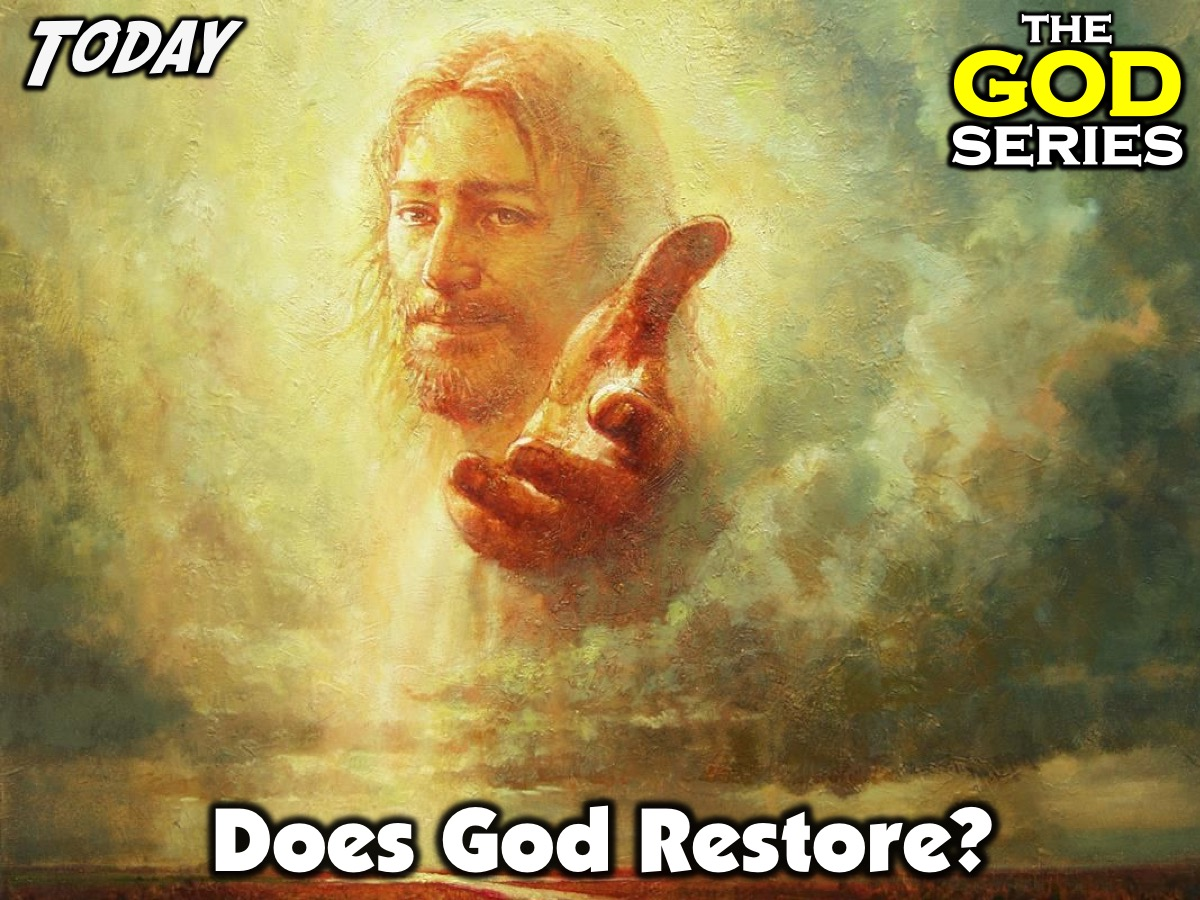 Today
THE
GOD
SERIES
Does God Restore?